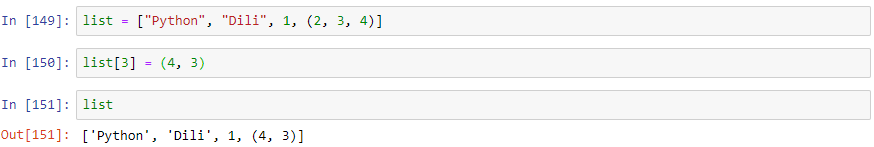 In [149]: list = ["Python", "Dili", 1, (2, 3, 4)]
In [150]: list[3] = (4, 3)
In [151]: list
Out[151]: ['Python', 'Dili', 1, (4, 3)]